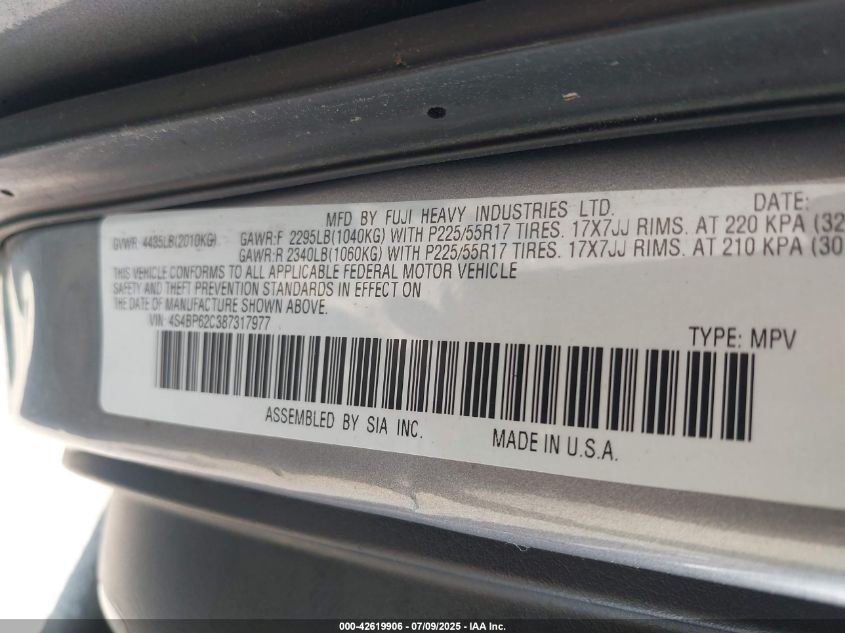 MFD BY FUJI HEAVY INDUSTRIES LTD. DATE:
GVWR: 4435LB(2010KG) GAWR:F 2295LB(1040KG) WITH P225/55R17 TIRES. 17X7JJ RIMS. AT 220 KPA (32
GAWR:R 2340LB(1060KG) WITH P225/55R17 TIRES. 17X7JJ RIMS. AT 210 KPA (30
THIS VEHICLE CONFORMS TO ALL APPLICABLE FEDERAL MOTOR VEHICLE
SAFETY AND THEFT PREVENTION STANDARDS IN EFFECT ON
THE DATE OF MANUFACTURE SHOWN ABOVE.
VIN 4S4BP62C387317977
TYPE: MPV
ASSEMBLED BY SIA INC. MADE IN U.S.A.
000-42619906 / 07/09/2025 - IAA Inc.